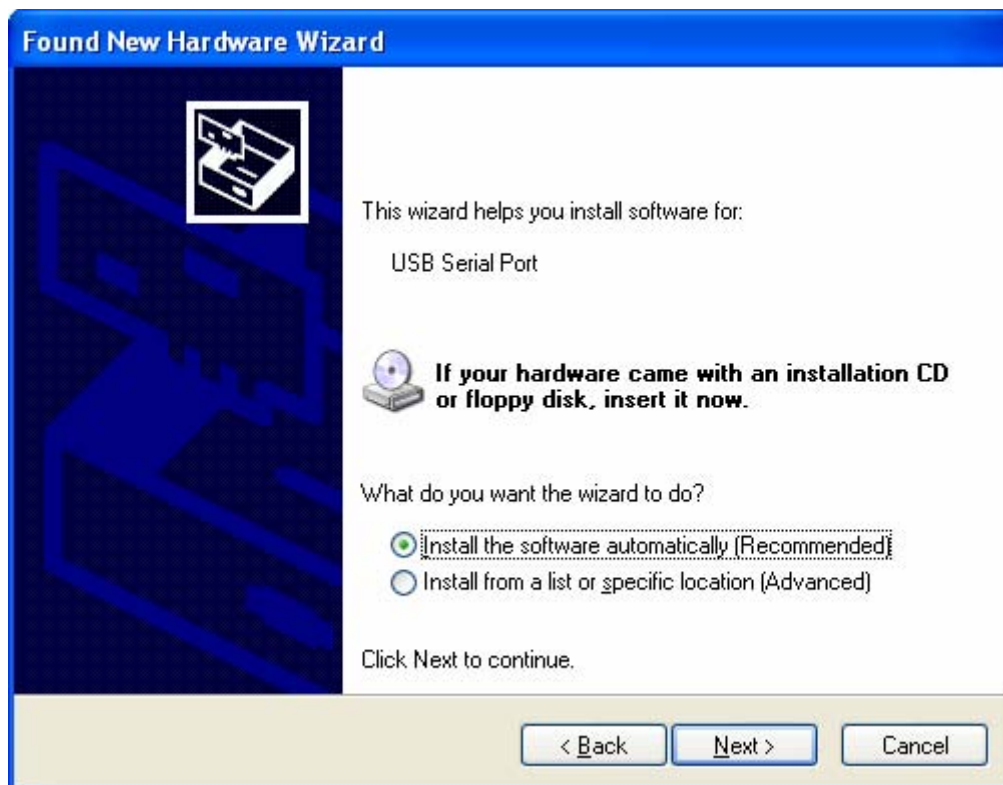 Found New Hardware Wizard
This wizard helps you install software for:
USB Serial Port
If your hardware came with an installation CD
or floppy disk, insert it now.
What do you want the wizard to do?
Install the software automatically (Recommended)
Install from a list or specific location (Advanced)
Click Next to continue.
< Back
Next >
Cancel